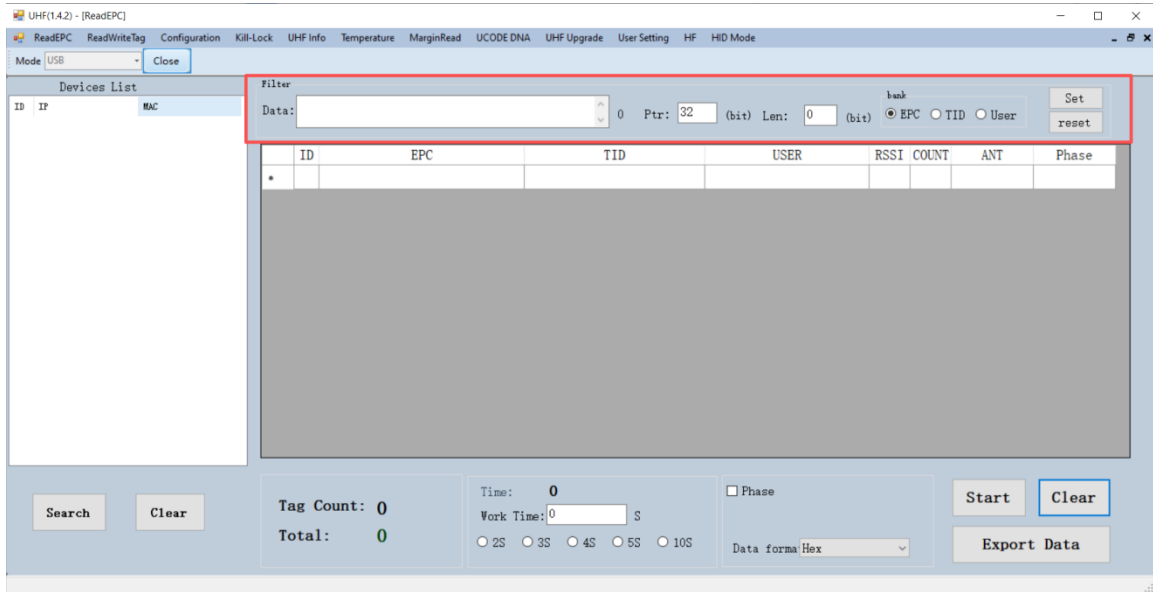 UHF(1.4.2) - [ReadEPC]
ReadEPC ReadWriteTag Configuration Kill-Lock UHF Info Temperature MarginRead UCODE DNA UHF Upgrade User Setting HF HID Mode
Mode USB Close
Devices List
ID IP MAC
Filter
Data: 0 Ptr: 32 (bit) Len: 0 (bit)
bank
EPC TID User
Set
reset
ID EPC TID USER RSSI COUNT ANT Phase
*
Search Clear
Tag Count: 0
Total: 0
Time: 0
Work Time: 0 S
2S 3S 4S 5S 10S
Phase
Data forma Hex
Start Clear
Export Data